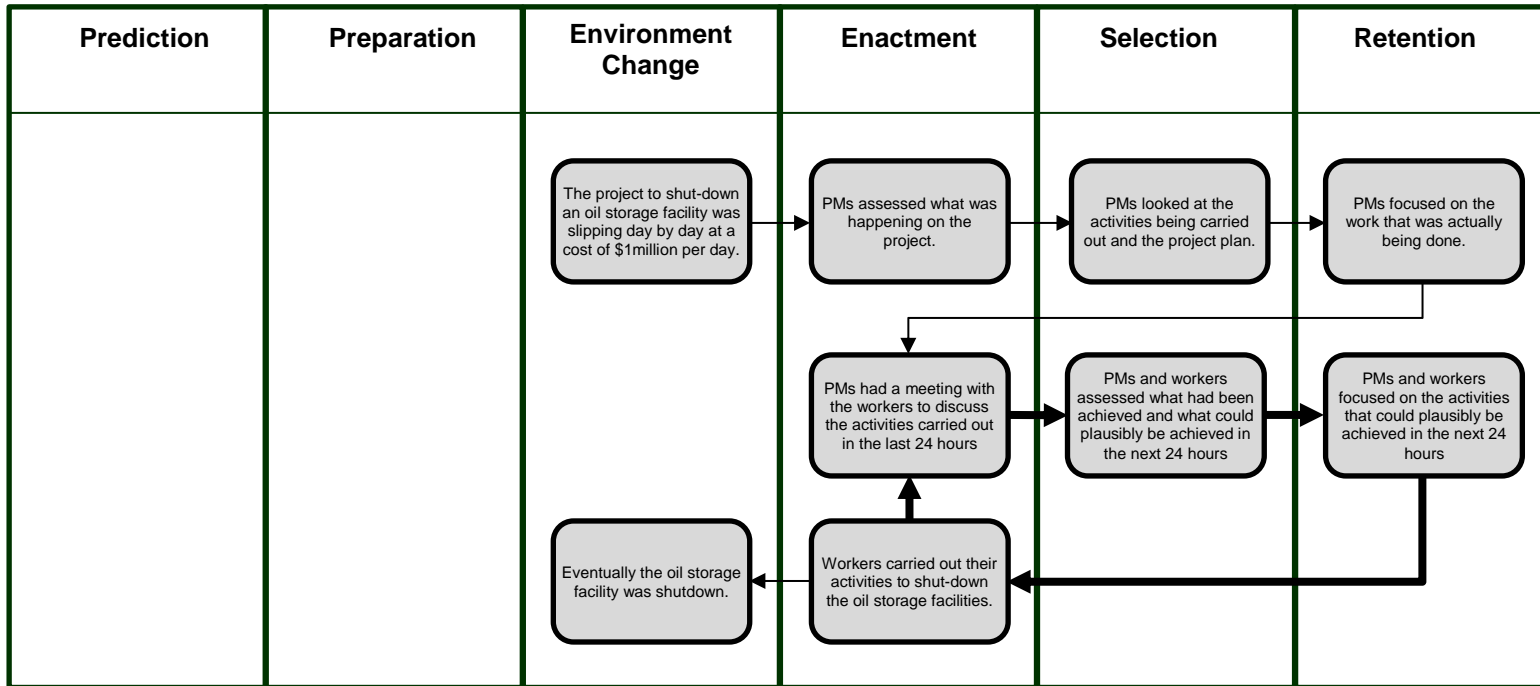 Prediction
Preparation
Environment
Change
Enactment
Selection
Retention
The project to shut-down
an oil storage facility was
slipping day by day at a
cost of $1million per day.
PMs assessed what was
happening on the
project.
PMs looked at the
activities being carried
out and the project plan.
PMs focused on the
work that was actually
being done.
PMs had a meeting with
the workers to discuss
the activities carried out
in the last 24 hours
PMs and workers
assessed what had been
achieved and what could
plausibly be achieved in
the next 24 hours
PMs and workers
focused on the activities
that could plausibly be
achieved in the next 24
hours
Eventually the oil storage
facility was shutdown.
Workers carried out their
activities to shut-down
the oil storage facilities.